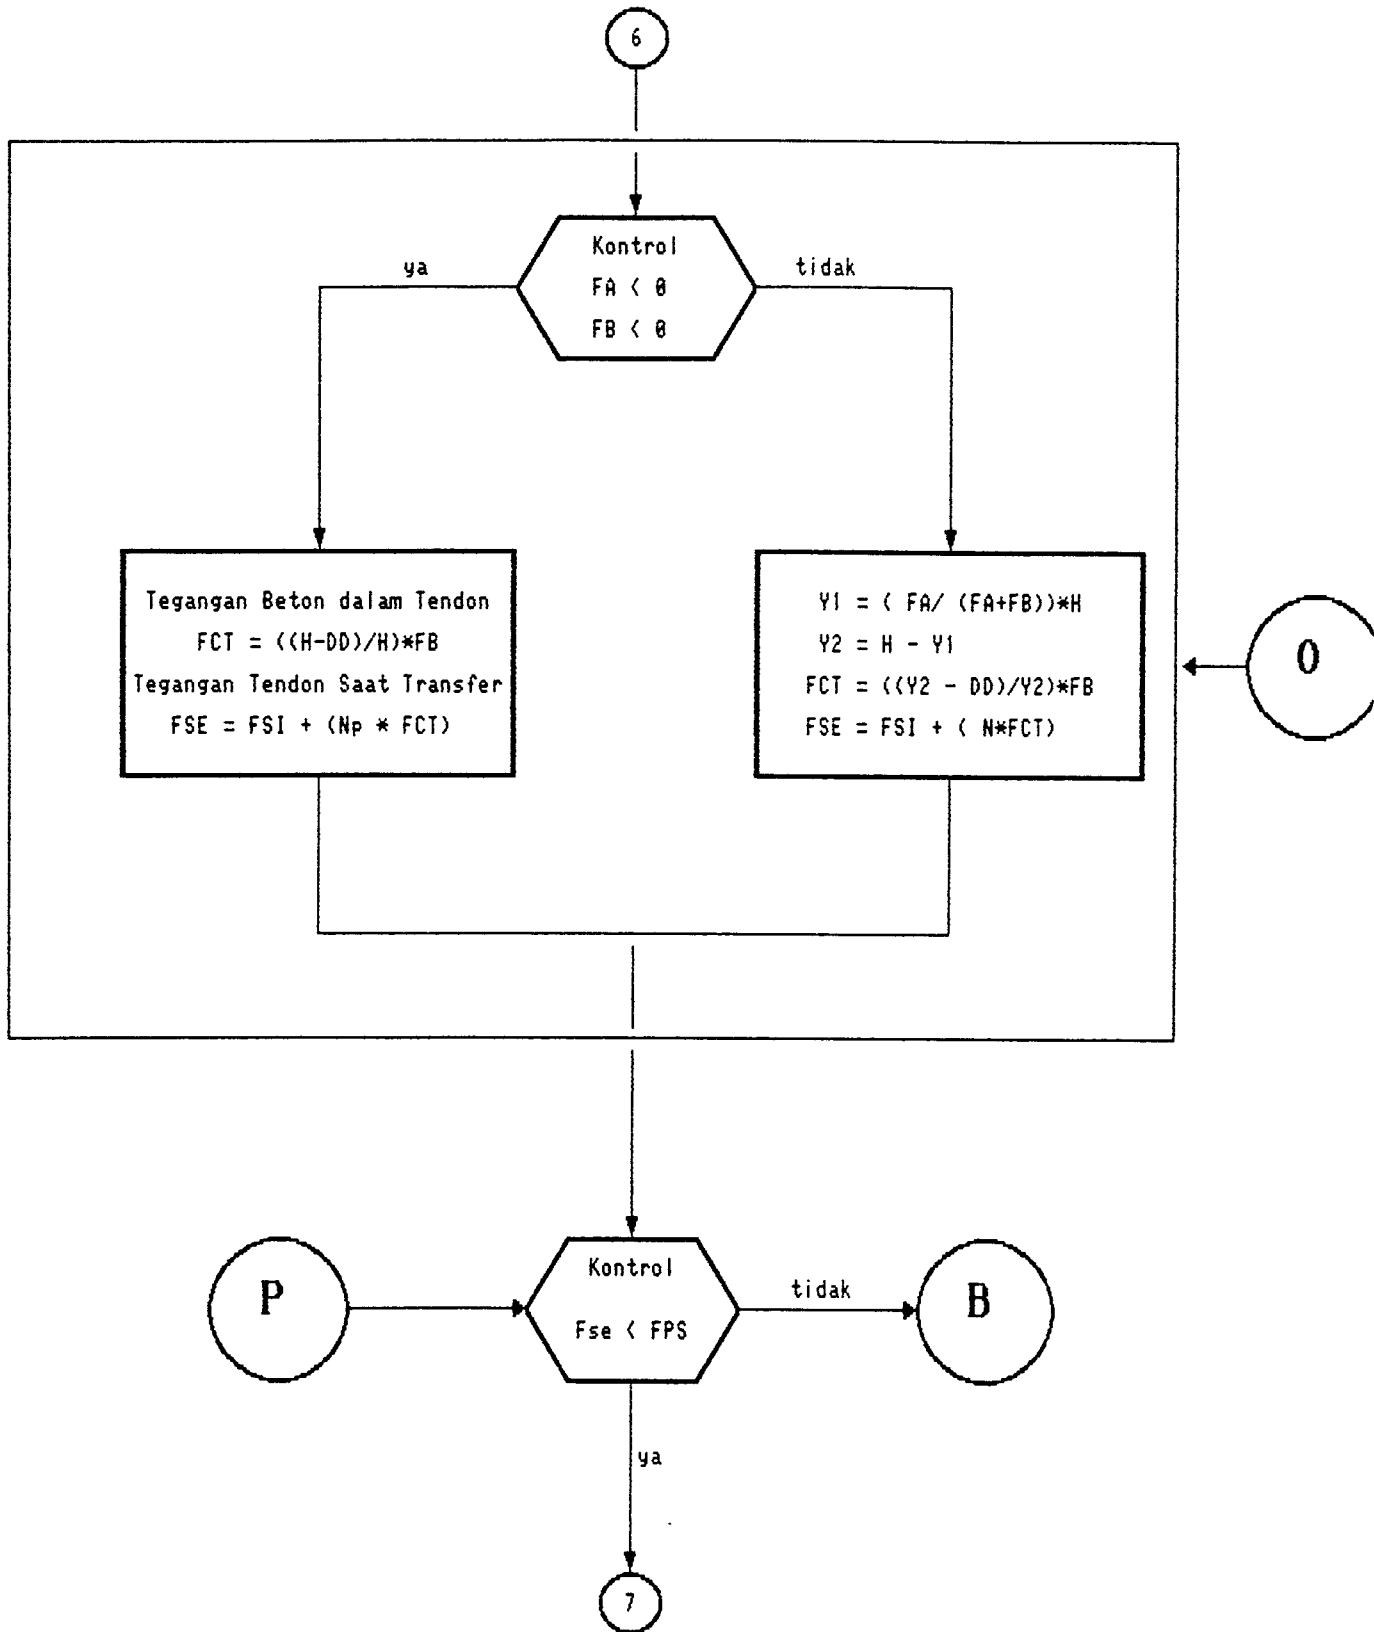 6
Kontrol
FA < 0
FB < 0
ya
tidak
Tegangan Beton dalam Tendon
FCT = ((H-DD)/H)*FB
Tegangan Tendon Saat Transfer
FSE = FSI + (Np * FCT)
Y1 = ( FA/ (FA+FB))*H
Y2 = H - Y1
FCT = ((Y2 - DD)/Y2)*FB
FSE = FSI + ( N*FCT)
O
P
Kontrol
Fse < FPS
tidak
B
ya
7